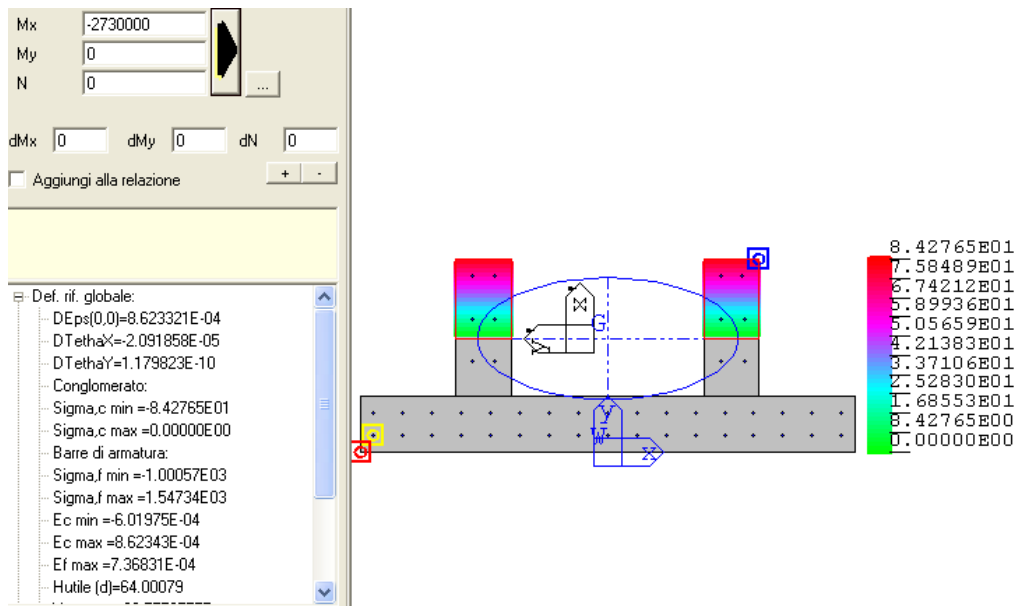 Mx -2730000
My 0
N 0
...
dMx 0 dMy 0 dN 0
Aggiungi alla relazione + -
Def. rif. globale:
DEps(0,0)=8.623321E-04
DTethaX=-2.091858E-05
DTethaY=1.179823E-10
Conglomerato:
Sigma,c min =-8.42765E01
Sigma,c max =0.00000E00
Barre di armatura:
Sigma,f min =-1.00057E03
Sigma,f max =1.54734E03
Ec min =-6.01975E-04
Ec max =8.62343E-04
Ef max =7.36831E-04
Hutile (d)=64.00079
G
Y
W
X
8.42765E01
7.58489E01
6.74212E01
5.89936E01
5.05659E01
4.21383E01
3.37106E01
2.52830E01
1.68553E01
8.42765E00
0.00000E00